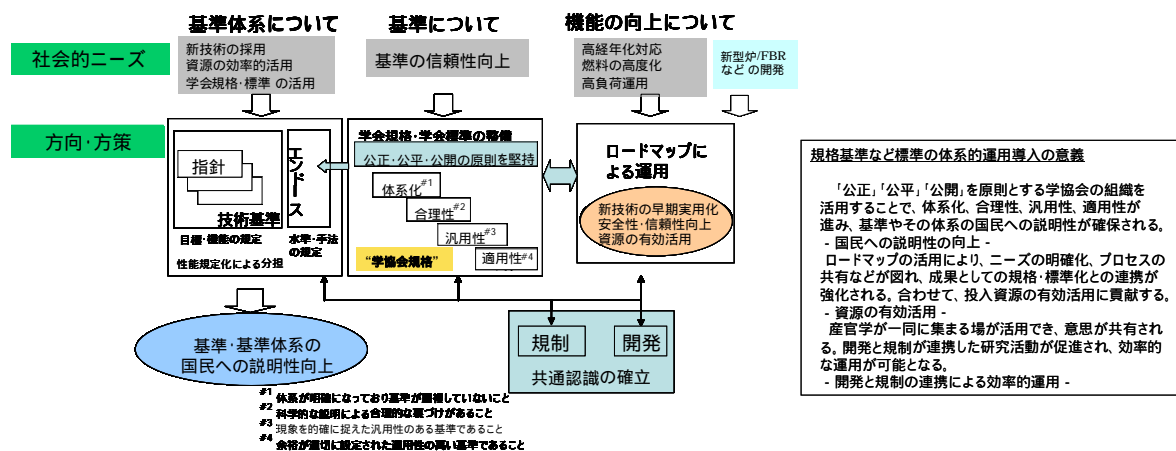 基準体系について
基準について
機能の向上について
社会的ニーズ
新技術の採用
資源の効率的活用
学会規格・標準 の活用
基準の信頼性向上
高経年化対応
燃料の高度化
高負荷運用
新型炉/FBR
など の開発
方向・方策
指針
技術基準
目標・機能の規定
性能規定化による分担
エンドース
水準・手法
の規定
学会規格・学会標準の整備
公正・公平・公開の原則を堅持
体系化#1
合理性#2
汎用性#3
適用性#4
“学協会規格”
ロードマップに
よる運用
新技術の早期実用化
安全性・信頼性向上
資源の有効活用
基準・基準体系の
国民への説明性向上
規制
開発
共通認識の確立
#1 体系が明確になっており基準が重複していないこと
#2 科学的な説明による合理的な裏づけがあること
#3 現象を的確に捉えた汎用性のある基準であること
#4 余裕が適切に設定された適用性の高い基準であること
規格基準など標準の体系的運用導入の意義
「公正」「公平」「公開」を原則とする学協会の組織を
活用することで、体系化、合理性、汎用性、適用性が
進み、基準やその体系の国民への説明性が確保される。
- 国民への説明性の向上 -
ロードマップの活用により、ニーズの明確化、プロセスの
共有などが図れ、成果としての規格・標準化との連携が
強化される。合わせて、投入資源の有効活用に貢献する。
- 資源の有効活用 -
産官学が一同に集まる場が活用でき、意思が共有され
る。開発と規制が連携した研究活動が促進され、効率的
な運用が可能となる。
- 開発と規制の連携による効率的運用 -